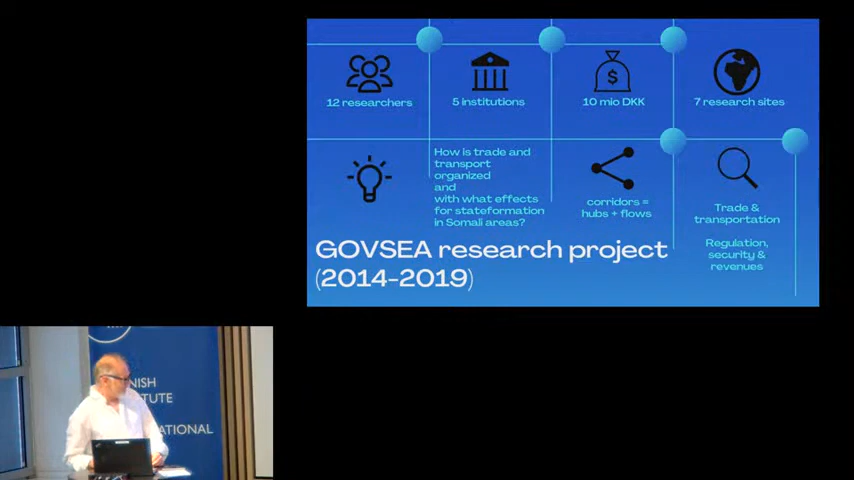 12 researchers
5 institutions
$
10 mio DKK
7 research sites
How is trade and
transport
organized
and
with what effects
for stateformation
in Somali areas?
corridors =
hubs + flows
Trade &
transportation
Regulation,
security &
revenues
GOVSEA research project
(2014-2019)
NISH
TUTE
ATIONAL